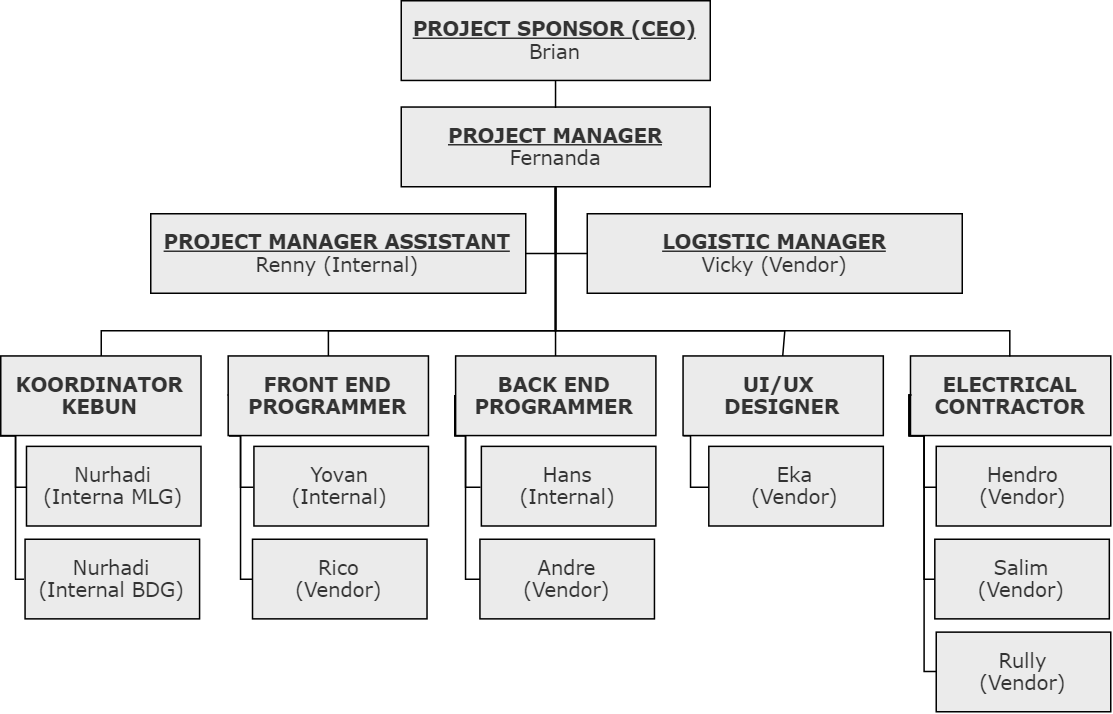 PROJECT SPONSOR (CEO)
Brian
PROJECT MANAGER
Fernanda
PROJECT MANAGER ASSISTANT
Renny (Internal)
LOGISTIC MANAGER
Vicky (Vendor)
KOORDINATOR
KEBUN
Nurhadi
(Interna MLG)
Nurhadi
(Internal BDG)
FRONT END
PROGRAMMER
Yovan
(Internal)
Rico
(Vendor)
BACK END
PROGRAMMER
Hans
(Internal)
Andre
(Vendor)
UI/UX
DESIGNER
Eka
(Vendor)
ELECTRICAL
CONTRACTOR
Hendro
(Vendor)
Salim
(Vendor)
Rully
(Vendor)